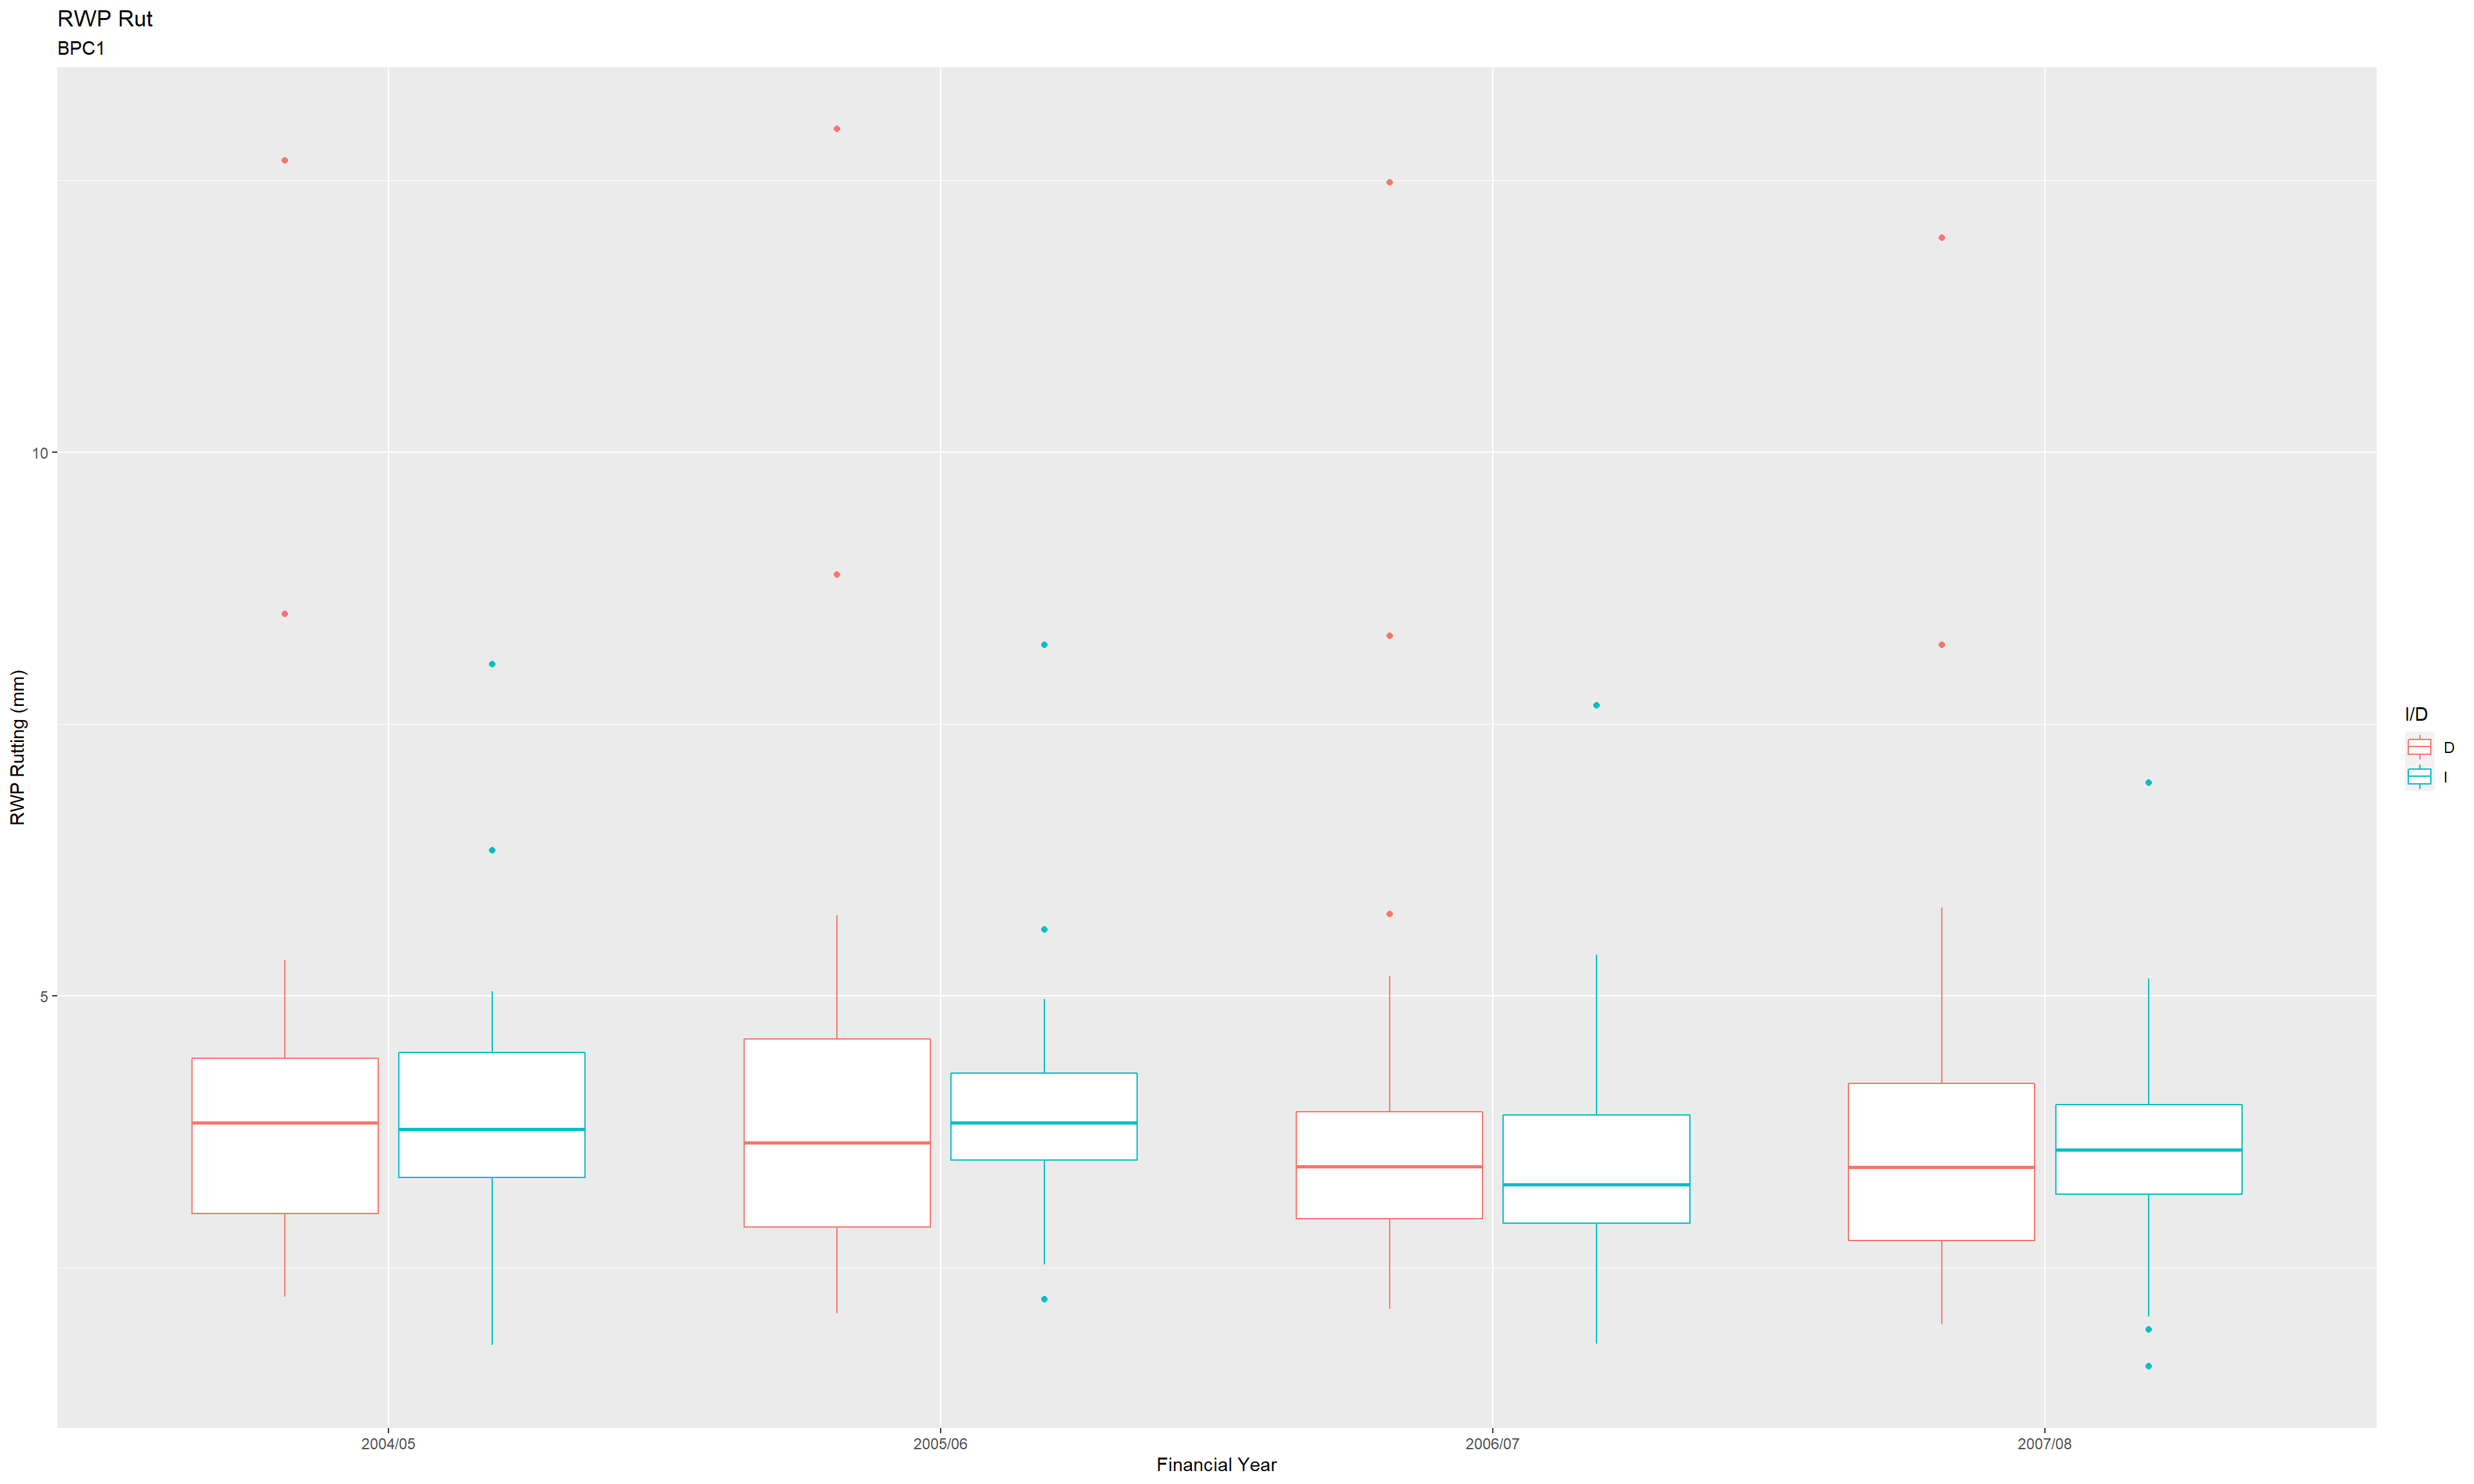 RWP Rut
BPC1
RWP Rutting (mm)
10
5
2004/05
2005/06
2006/07
2007/08
Financial Year
I/D
D
I